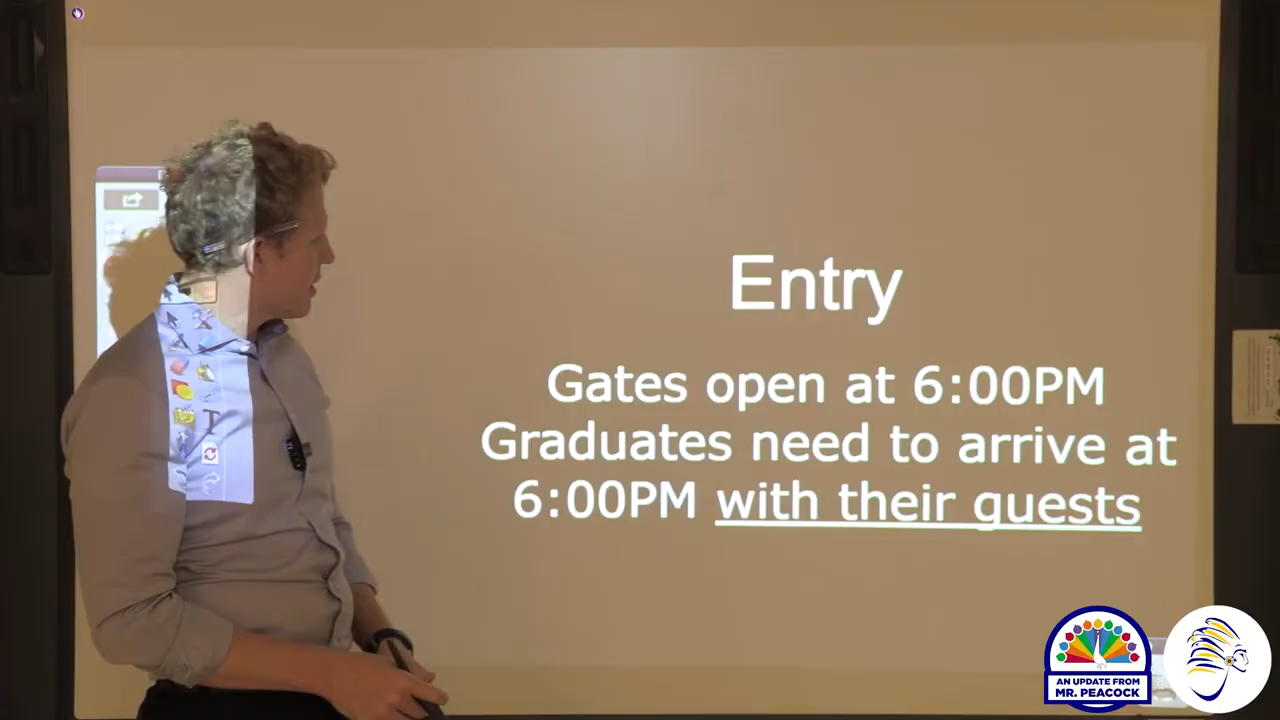 Entry
Gates open at 6:00PM
Graduates need to arrive at
6:00PM with their guests
T
AN UPDATE FROM
MR. PEACOCK